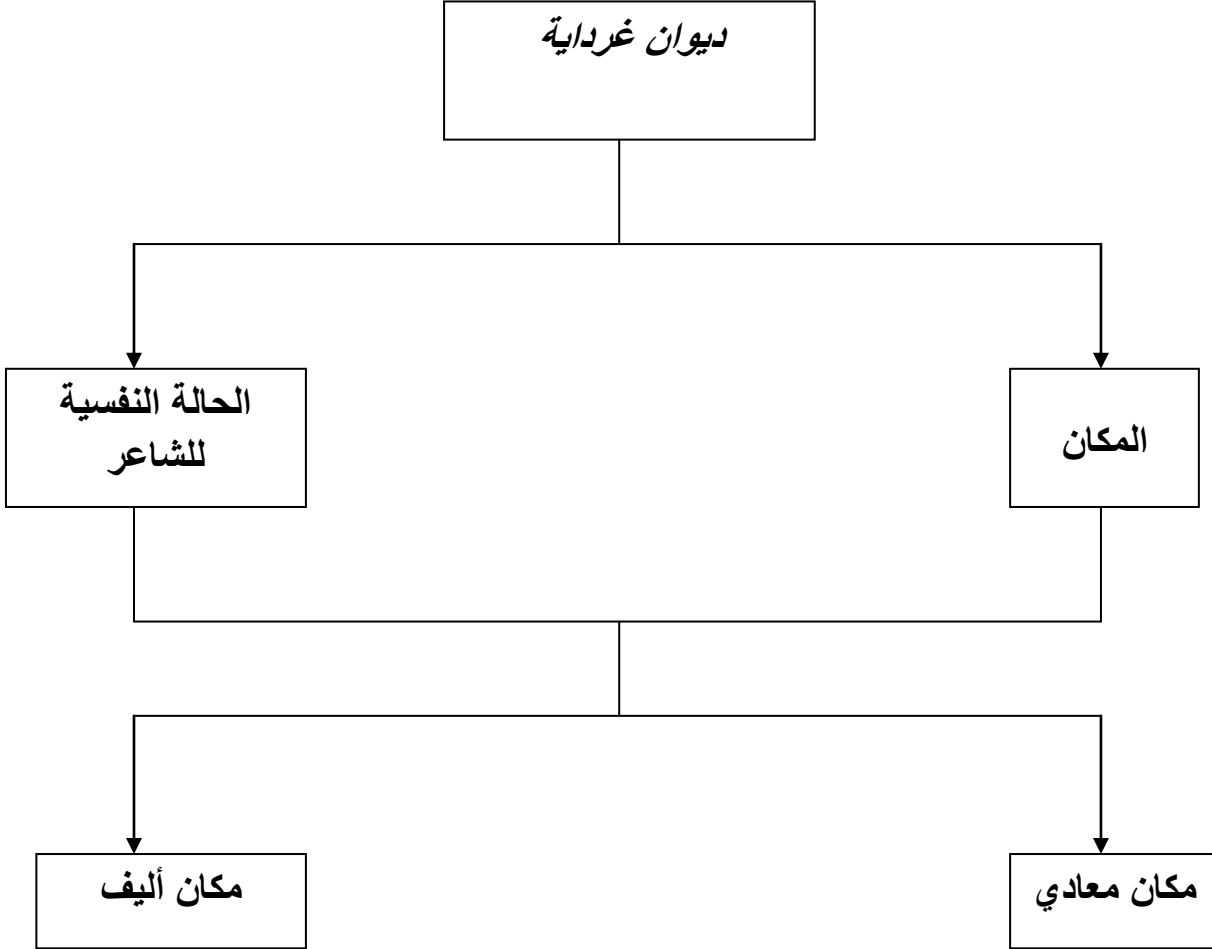 ديوان غرداية
المكان
الحالة النفسية
للشاعر
مكان معادي
مكان أليف